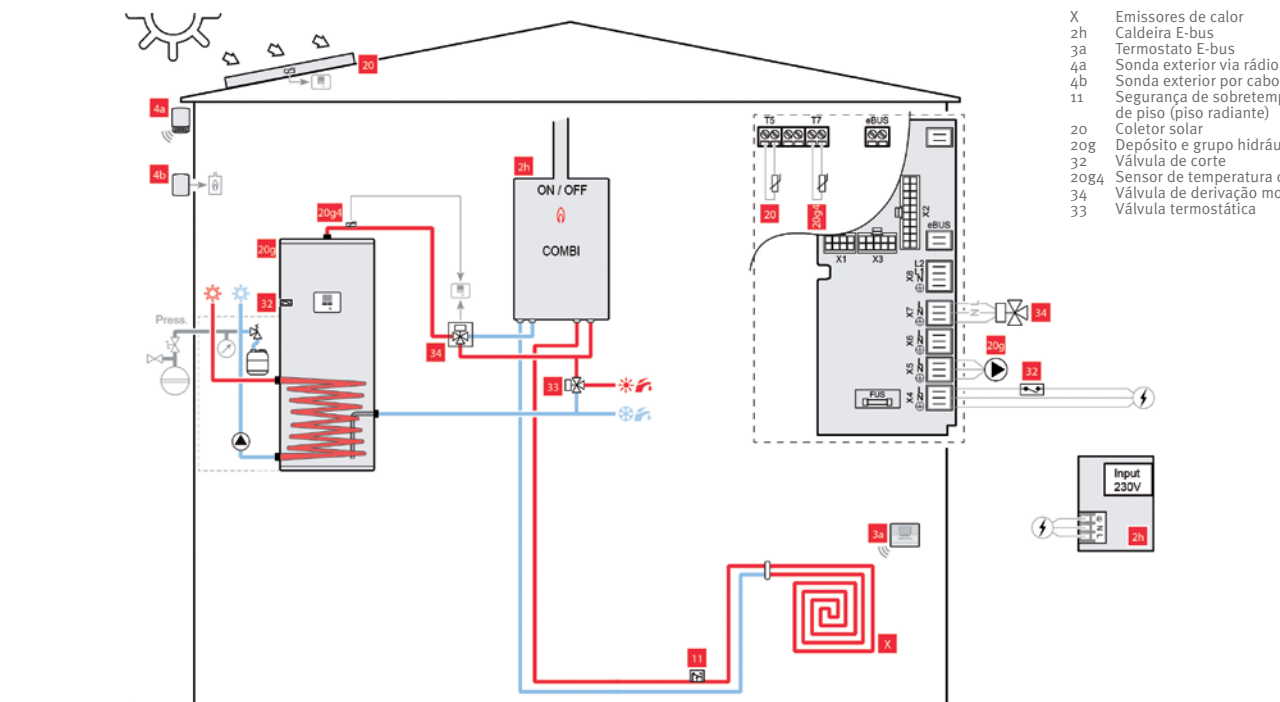 X Emissores de calor
2h Caldeira E-bus
3a Termostato E-bus
4a Sonda exterior via rádio
4b Sonda exterior por cabo
11 Segurança de
de piso (piso radiante)
20 Coletor solar
20g Depósito e grupo
32 Válvula de corte
20g4 Sensor de temperatura
34 Válvula de derivação
33 Válvula termostática
20
4a
4b
2h
ON / OFF
COMBI
20g4
20g
32
Press.
34
33
T5 T7 eBUS
20 20g4
X2
eBUS
X1 X3
L2
L1
N
X8
X7 L N
N L
34
X6 L N
20g
X5 L N
32
X4 L N
FUS
Input
230V
N L
2h
3a
X
11